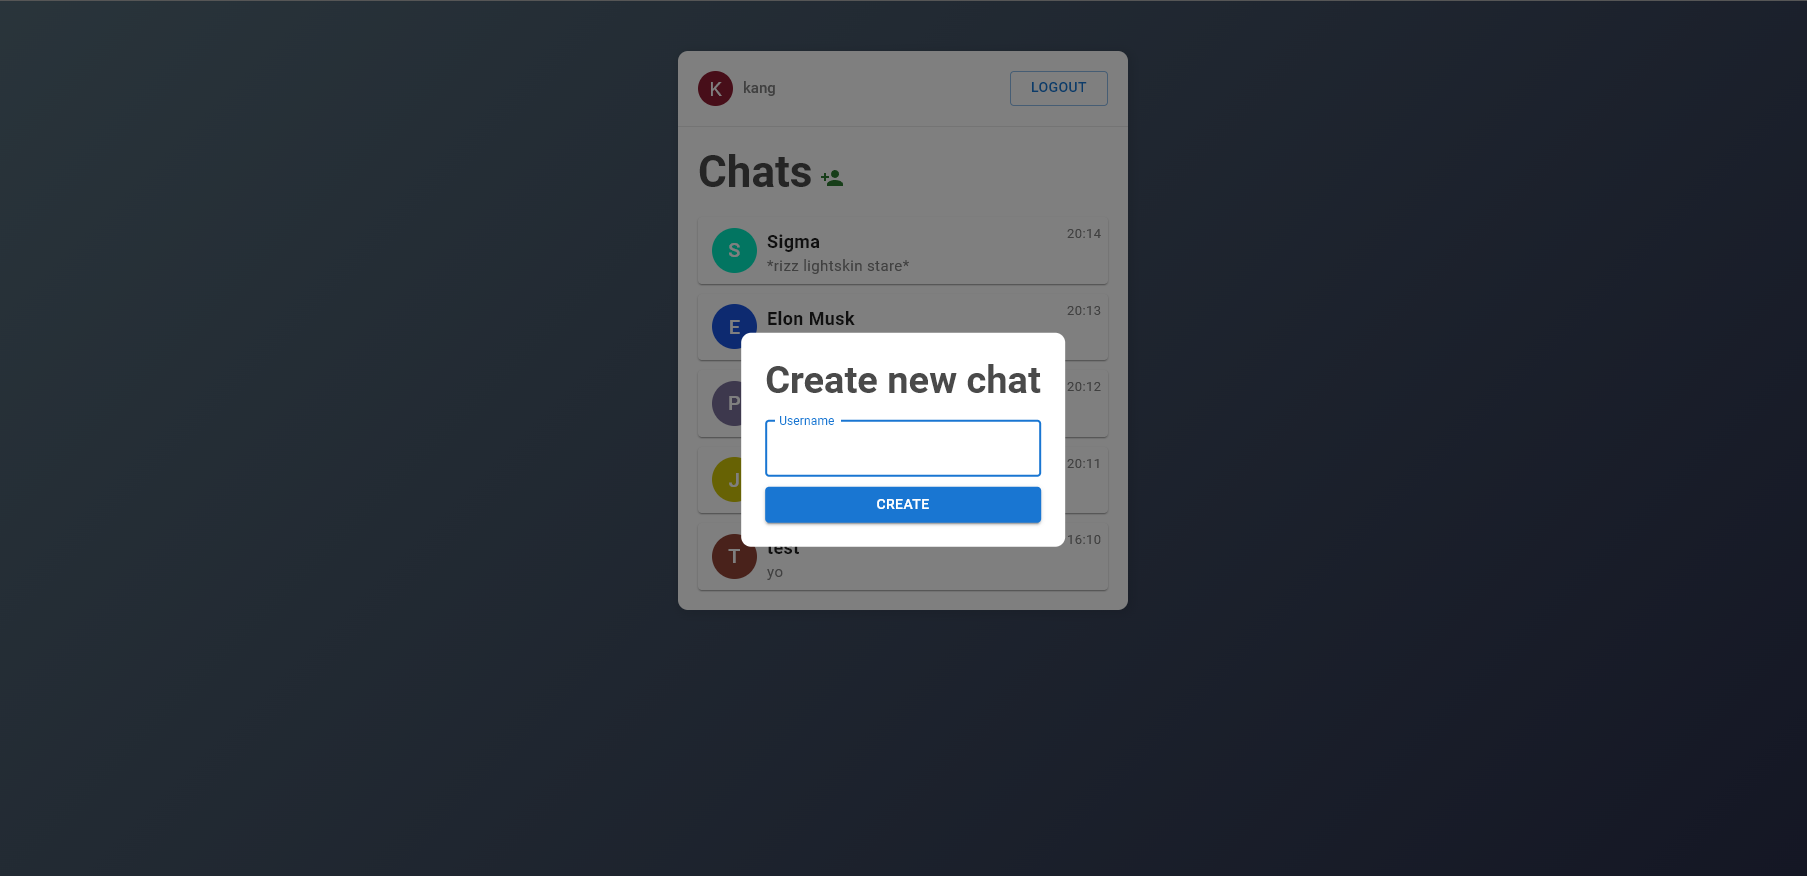 K kang LOGOUT
Chats
S Sigma 20:14
*rizz lightskin stare*
E Elon Musk 20:13
Create new chat
P 20:12
Username
J 20:11
CREATE
T test 16:10
yo